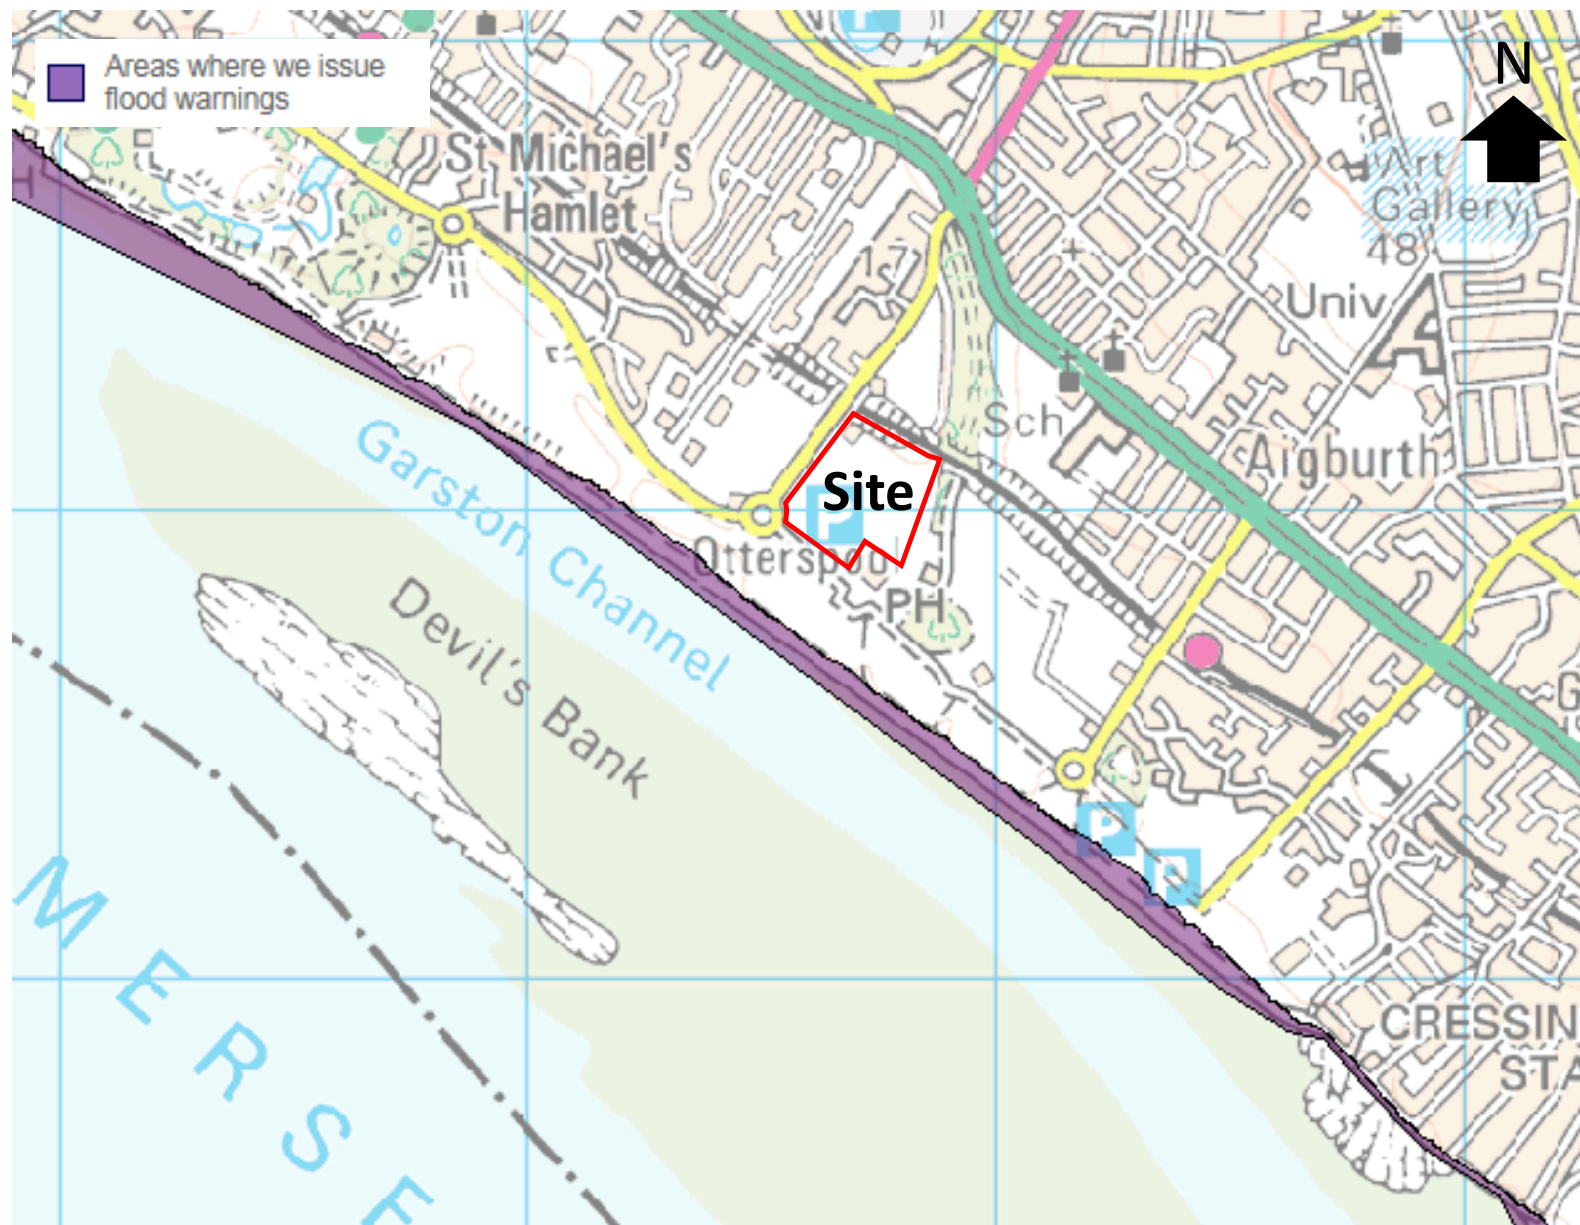 Areas where we issue
flood warnings
N
St Michael's
Hamlet
Art
Gallery
48
17
Univ
Sch
Aigburth
Site
P
Otterspool
PH
Garston Channel
Devil's Bank
P
P
MERSE
CRESSIN
STA
G